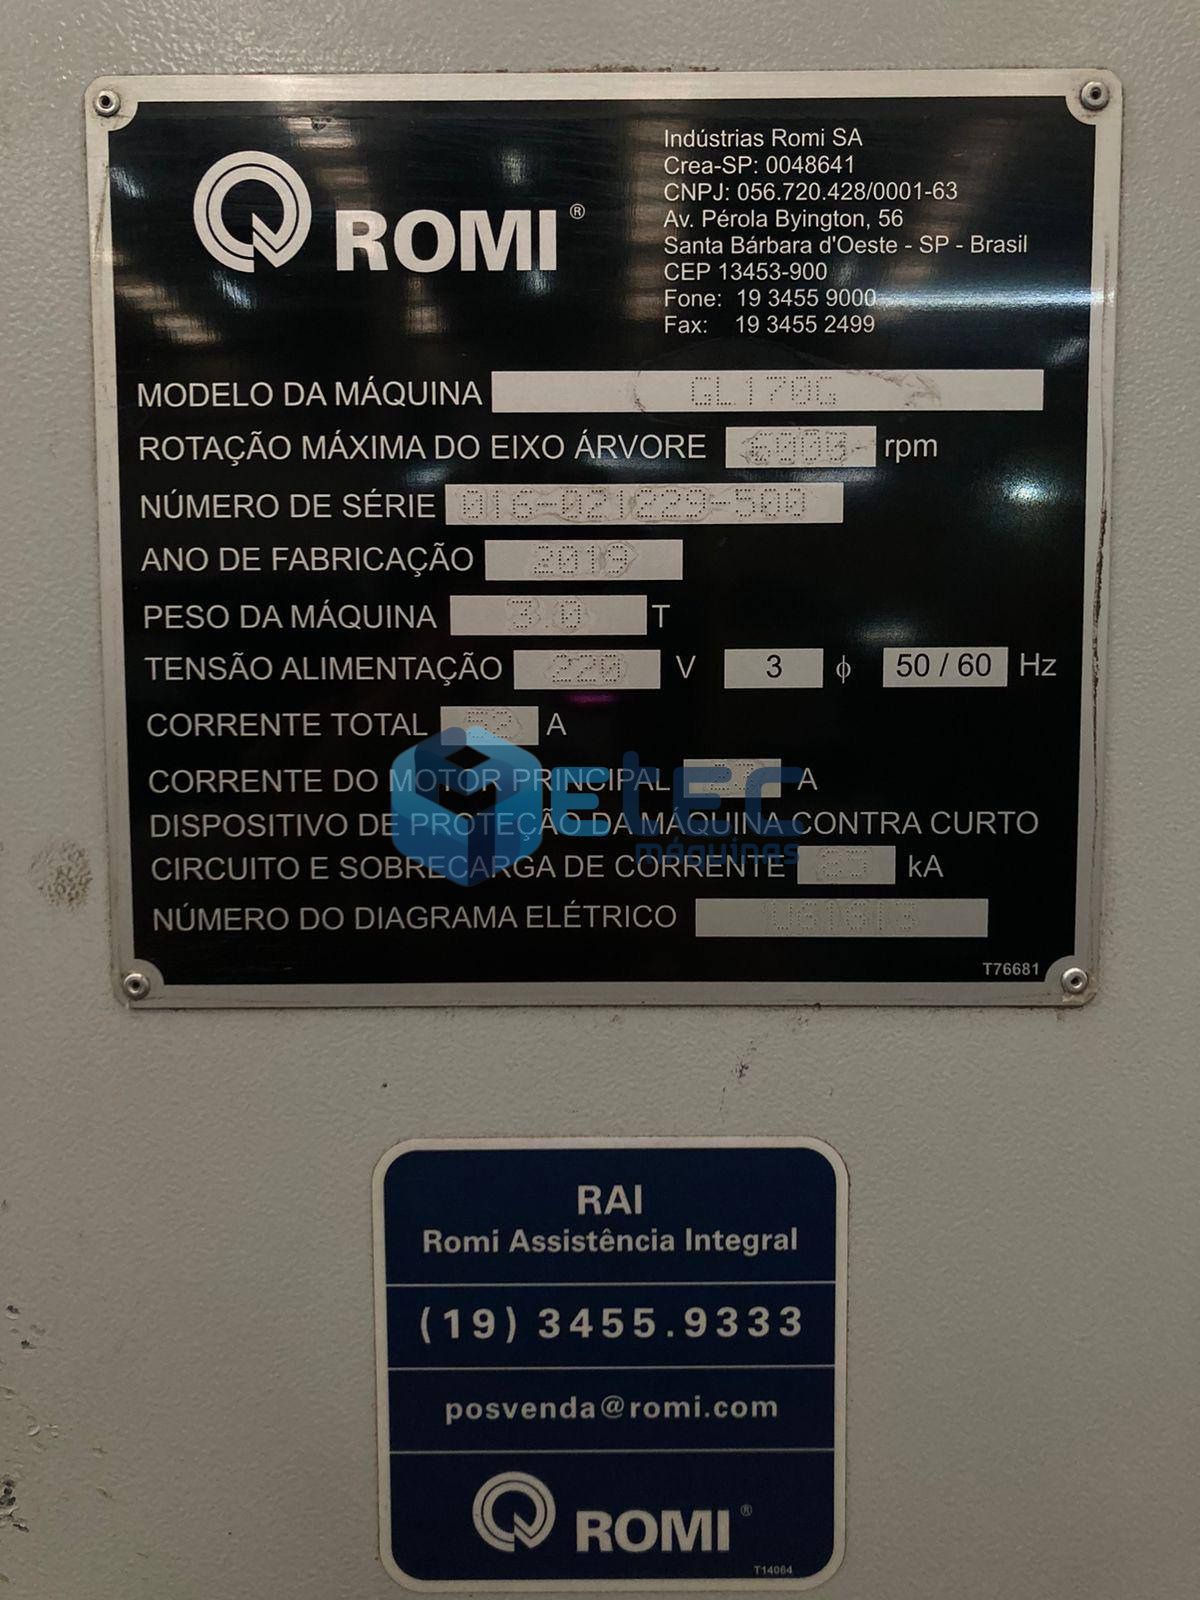 ROMI®
Indústrias Romi SA
Crea-SP: 0048641
CNPJ: 056.720.428/0001-63
Av. Pérola Byington, 56
Santa Bárbara d'Oeste - SP - Brasil
CEP 13453-900
Fone: 19 3455 9000
Fax: 19 3455 2499
MODELO DA MÁQUINA GL170G
ROTAÇÃO MÁXIMA DO EIXO ÁRVORE 6000 rpm
NÚMERO DE SÉRIE 016-021229-500
ANO DE FABRICAÇÃO 2019
PESO DA MÁQUINA 3.0 T
TENSÃO ALIMENTAÇÃO 220 V 3 ϕ 50 / 60 Hz
CORRENTE TOTAL 52 A
CORRENTE DO MOTOR PRINCIPAL A
DISPOSITIVO DE PROTEÇÃO DA MÁQUINA CONTRA CURTO
CIRCUITO E SOBRECARGA DE CORRENTE kA
NÚMERO DO DIAGRAMA ELÉTRICO
T76681
eLec
máquinas
RAI
Romi Assistência Integral
(19) 3455.9333
posvenda@romi.com
ROMI®
T14064